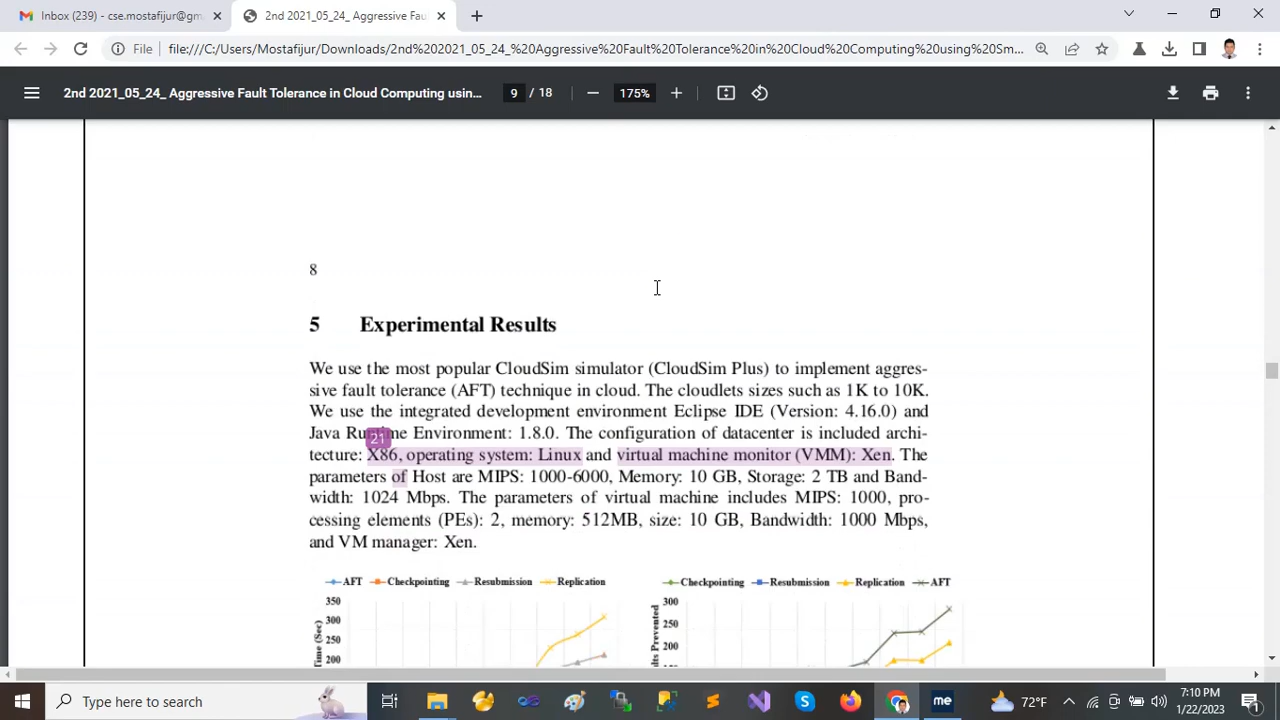 Inbox (239) - cse.mostafijur@gm
2nd 2021_05_24_ Aggressive Fau
File
file:///C:/Users/Mostafijur/Downloads/2nd%202021_05_24_%20Aggressive%20Fault%20Tolerance%20in%20Cloud%20Computing%20using%20Sm...
2nd 2021_05_24_ Aggressive Fault Tolerance in Cloud Computing usin...
9 / 18
175%
8
5 Experimental Results
We use the most popular CloudSim simulator (CloudSim Plus) to implement aggres-
sive fault tolerance (AFT) technique in cloud. The cloudlets sizes such as 1K to 10K.
We use the integrated development environment Eclipse IDE (Version: 4.16.0) and
Java Runtime Environment: 1.8.0. The configuration of datacenter is included archi-
21
tecture: X86, operating system: Linux and virtual machine monitor (VMM): Xen. The
parameters of Host are MIPS: 1000-6000, Memory: 10 GB, Storage: 2 TB and Band-
width: 1024 Mbps. The parameters of virtual machine includes MIPS: 1000, pro-
cessing elements (PEs): 2, memory: 512MB, size: 10 GB, Bandwidth: 1000 Mbps,
and VM manager: Xen.
AFT Checkpointing Resubmission Replication
350
300
250
200
Time (Sec)
Checkpointing Resubmission Replication AFT
300
250
200
Prevented
Type here to search
me
72°F
7:10 PM
1/22/2023
1